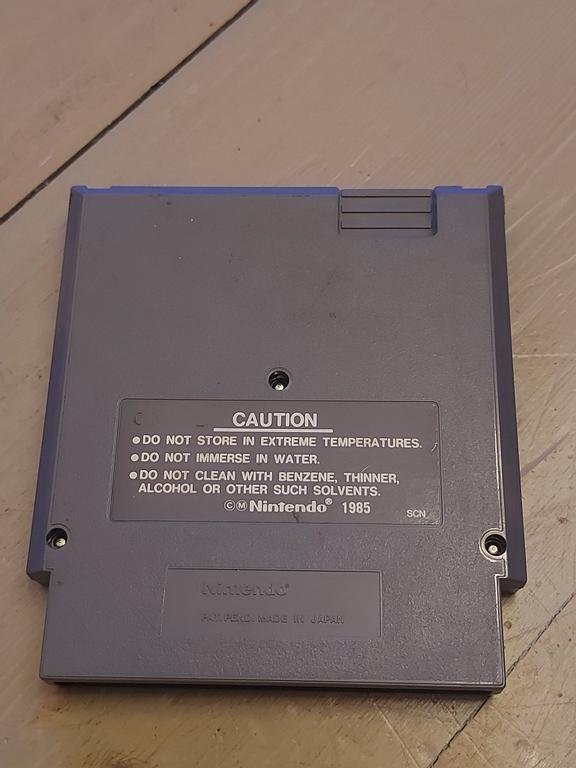 CAUTION
●DO NOT STORE IN EXTREME TEMPERATURES.
●DO NOT IMMERSE IN WATER.
●DO NOT CLEAN WITH BENZENE, THINNER,
ALCOHOL OR OTHER SUCH SOLVENTS.
ⒸⓂNintendo® 1985 SCN
Nintendo®
PAT. PEND. MADE IN JAPAN